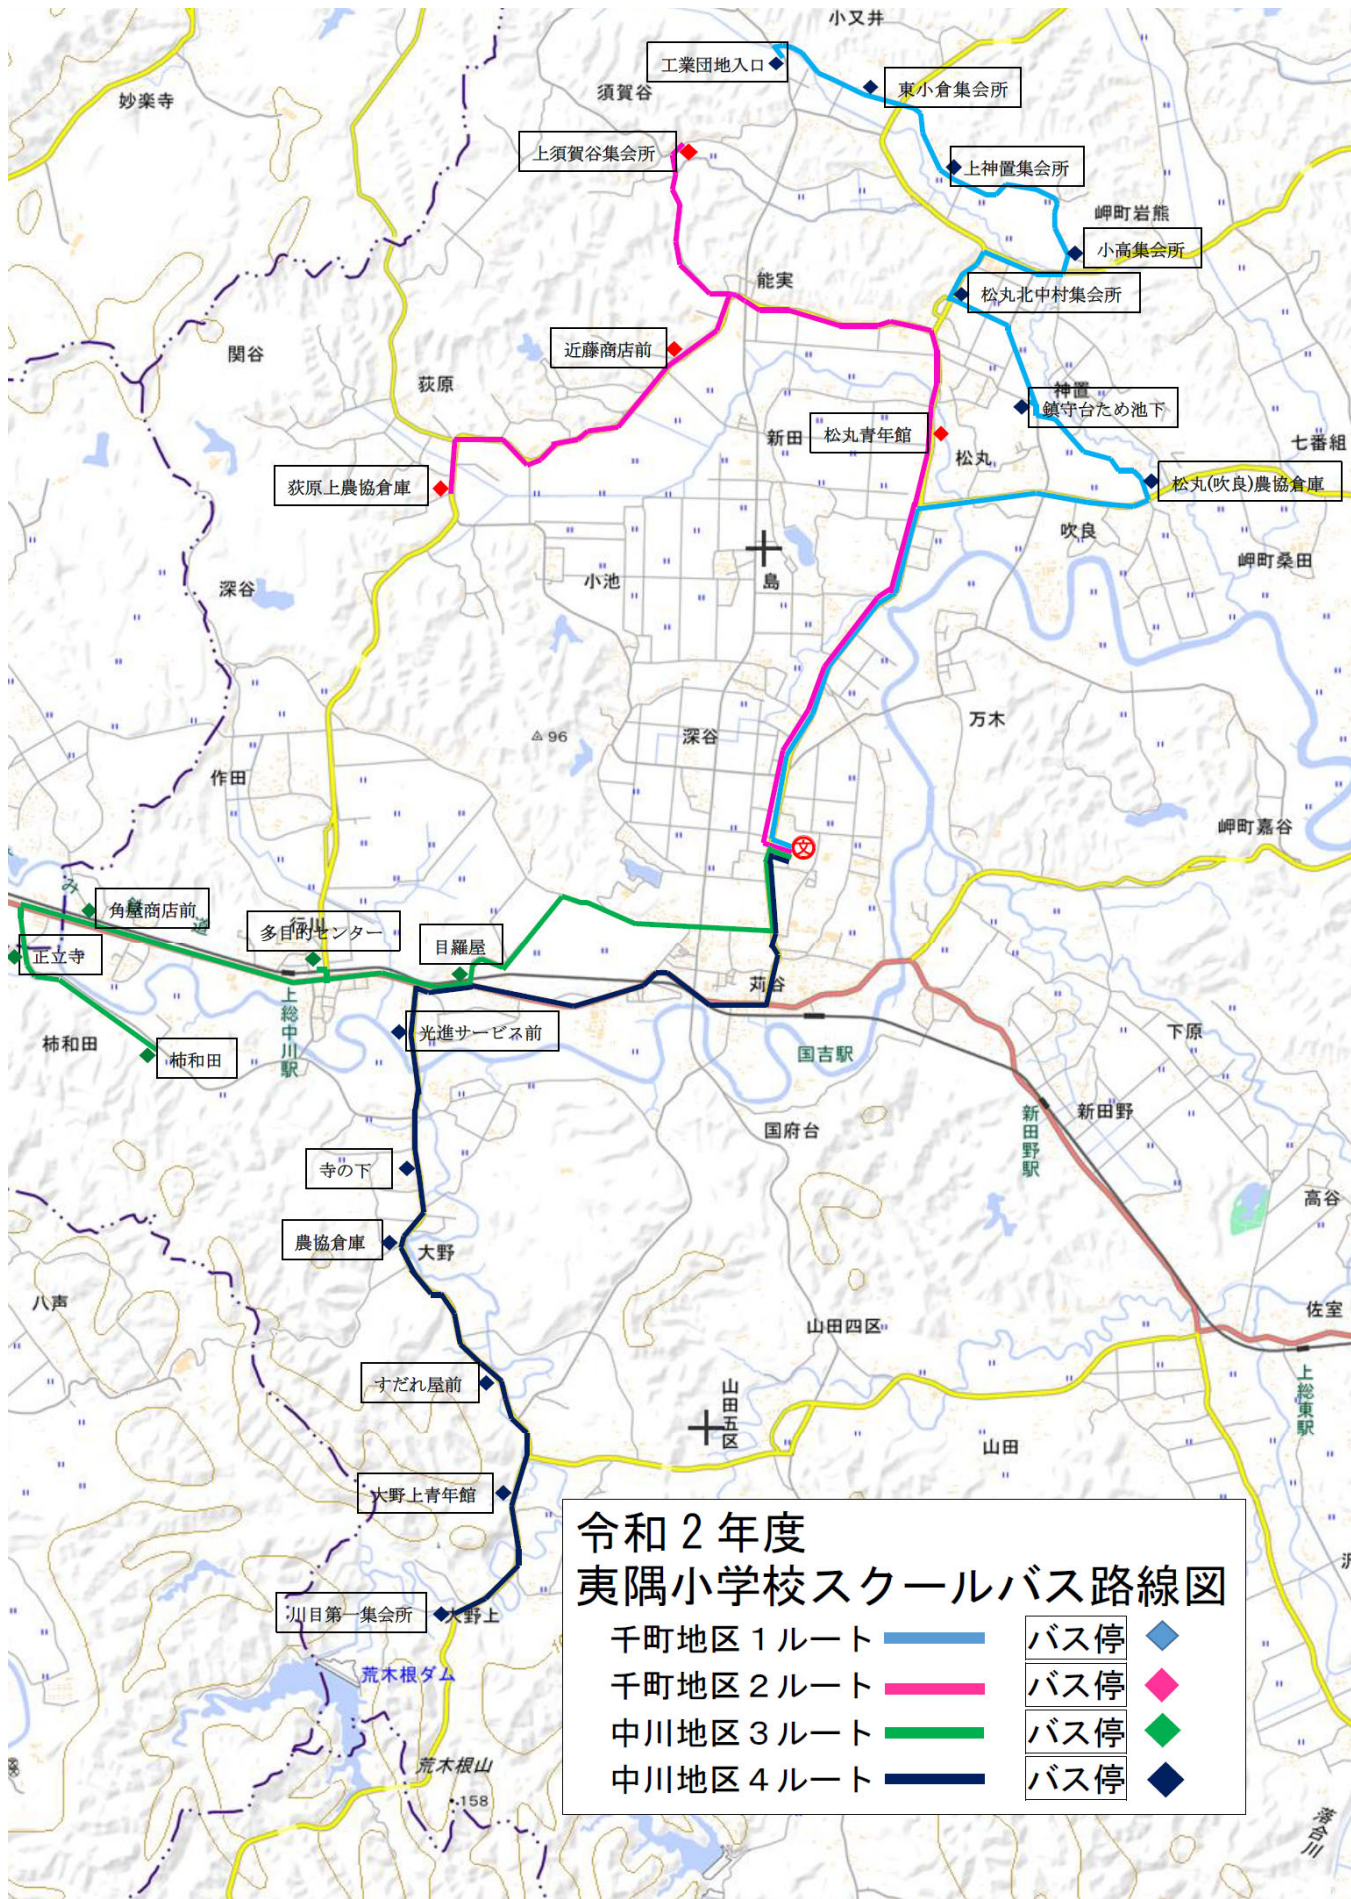 小又井
工業団地入口
東小倉集会所
妙楽寺
須賀谷
上須賀谷集会所
上神置集会所
岬町岩熊
小高集会所
能実
松丸北中村集会所
関谷
近藤商店前
荻原
神置
鎮守台ため池下
新田
松丸青年館
松丸
七番組
荻原上農協倉庫
松丸(吹良)農協倉庫
吹良
岬町桑田
深谷
小池
島
万木
96
深谷
作田
岬町嘉谷
文
み
道
角屋商店前
行川
多目的センター
目羅屋
正立寺
苅谷
上総中川駅
光進サービス前
下原
柿和田
柿和田
国吉駅
新田野
新田野駅
国府台
寺の下
高谷
農協倉庫
大野
八声
山田四区
佐室
すだれ屋前
山田五区
上総東駅
山田
大野上青年館
川目第一集会所
大野上
荒木根ダム
荒木根山
158
落合川
令和２年度
夷隅小学校スクールバス路線図
千町地区１ルート バス停
千町地区２ルート バス停
中川地区３ルート バス停
中川地区４ルート バス停